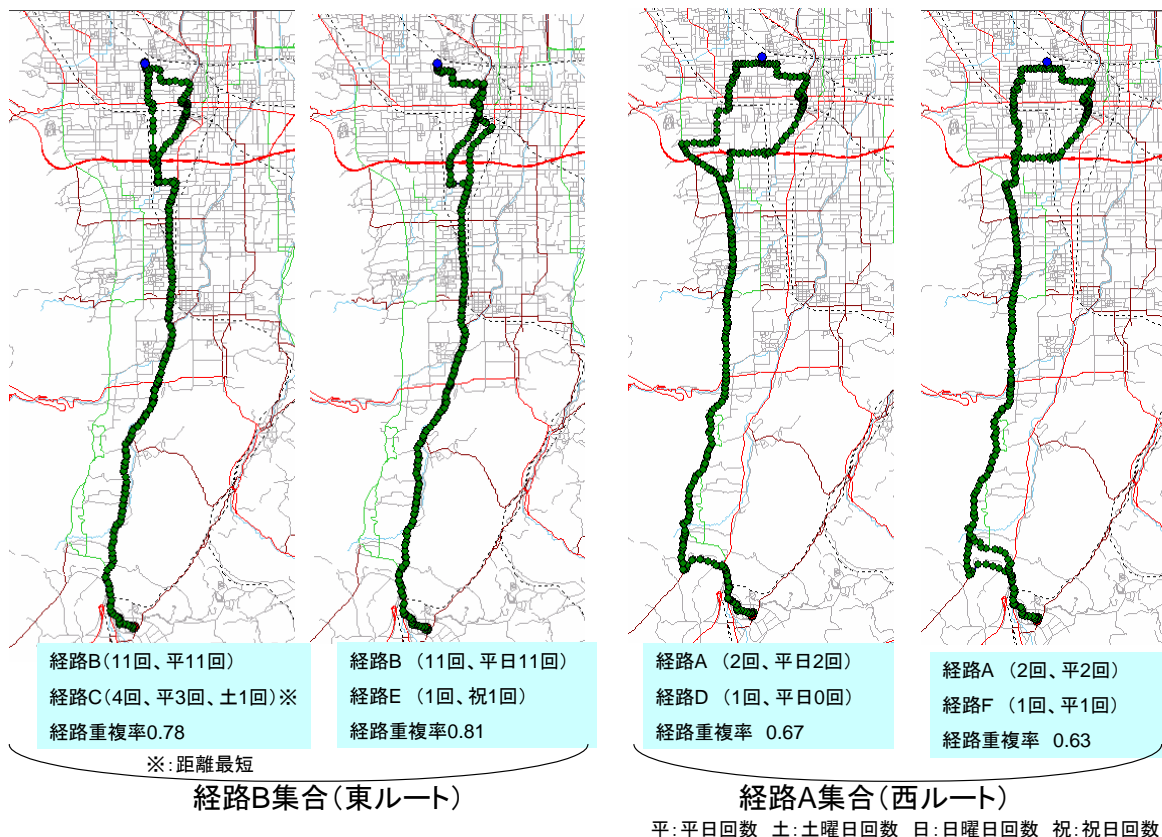 経路B(11回、平11回)
経路C(4回、平3回、土1回)※
経路重複率0.78
経路B (11回、平日11回)
経路E (1回、祝1回)
経路重複率0.81
経路A (2回、平日2回)
経路D (1回、平日0回)
経路重複率 0.67
経路A (2回、平2回)
経路F (1回、平1回)
経路重複率 0.63
※:距離最短
経路B集合(東ルート)
経路A集合(西ルート)
平:平日回数 土:土曜日回数 日:日曜日回数 祝:祝日回数